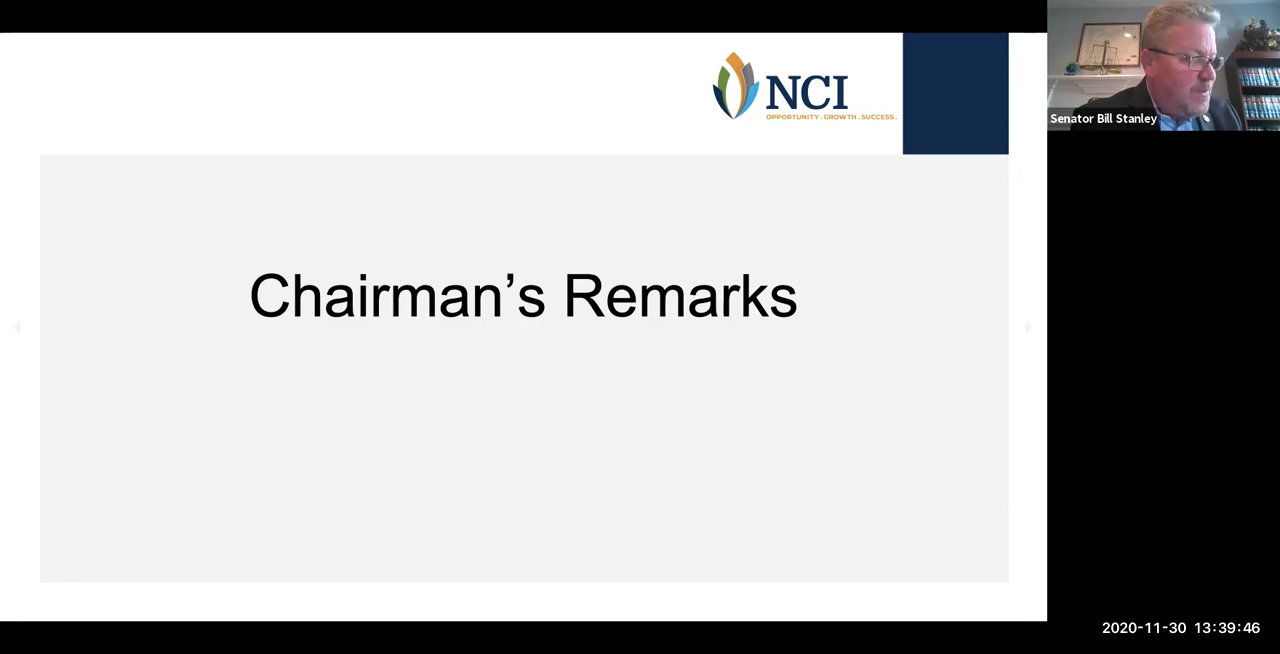 NCI
OPPORTUNITY. GROWTH. SUCCESS.
Senator Bill Stanley
Chairman’s Remarks
2020-11-30 13:39:46